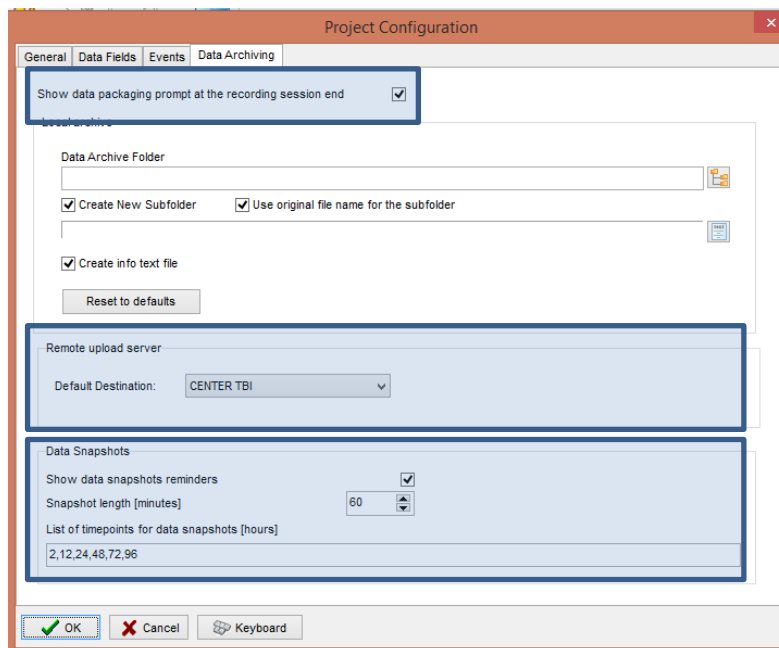 Project Configuration
General Data Fields Events Data Archiving
Show data packaging prompt at the recording session end
Local archive
Data Archive Folder
Create New Subfolder Use original file name for the subfolder
Create info text file
Reset to defaults
Remote upload server
Default Destination: CENTER TBI
Data Snapshots
Show data snapshots reminders
Snapshot length [minutes] 60
List of timepoints for data snapshots [hours]
2,12,24,48,72,96
OK Cancel Keyboard